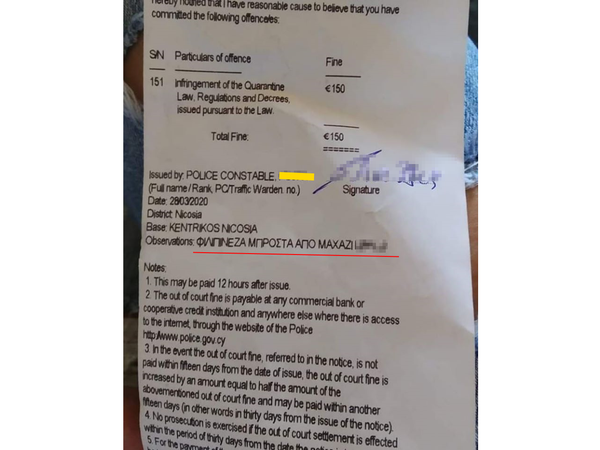 hereby notified that I have reasonable cause to believe that you have
committed the following offence/es:
S/N Particulars of offence Fine
151 Infringement of the Quarantine €150
Law, Regulations and Decrees,
issued pursuant to the Law.
Total Fine: €150
=======
Issued by: POLICE CONSTABLE,
(Full name / Rank, PC/Traffic Warden. no.) Signature
Date: 28/03/2020
District: Nicosia
Base: KENTRIKOS NICOSIA
Observations: ΦΙΛΙΠΙΝΕΖΑ ΜΠΡΟΣΤΑ ΑΠΟ ΜΑΧΑΖΙ
Notes:
1. This may be paid 12 hours after issue.
2. The out of court fine is payable at any commercial bank or
cooperative credit institution and anywhere else where there is access
to the internet, through the website of the Police
http://www.police.gov.cy
3. In the event the out of court fine, referred to in the notice, is not
paid within fifteen days from the date of issue, the out of court fine is
increased by an amount equal to half the amount of the
abovementioned out of court fine and may be paid within another
fifteen days (in other words in thirty days from the issue of the notice).
4. No prosecution is exercised if the out of court settlement is effected
within the period of thirty days from the date the notice is
5. For the payment of